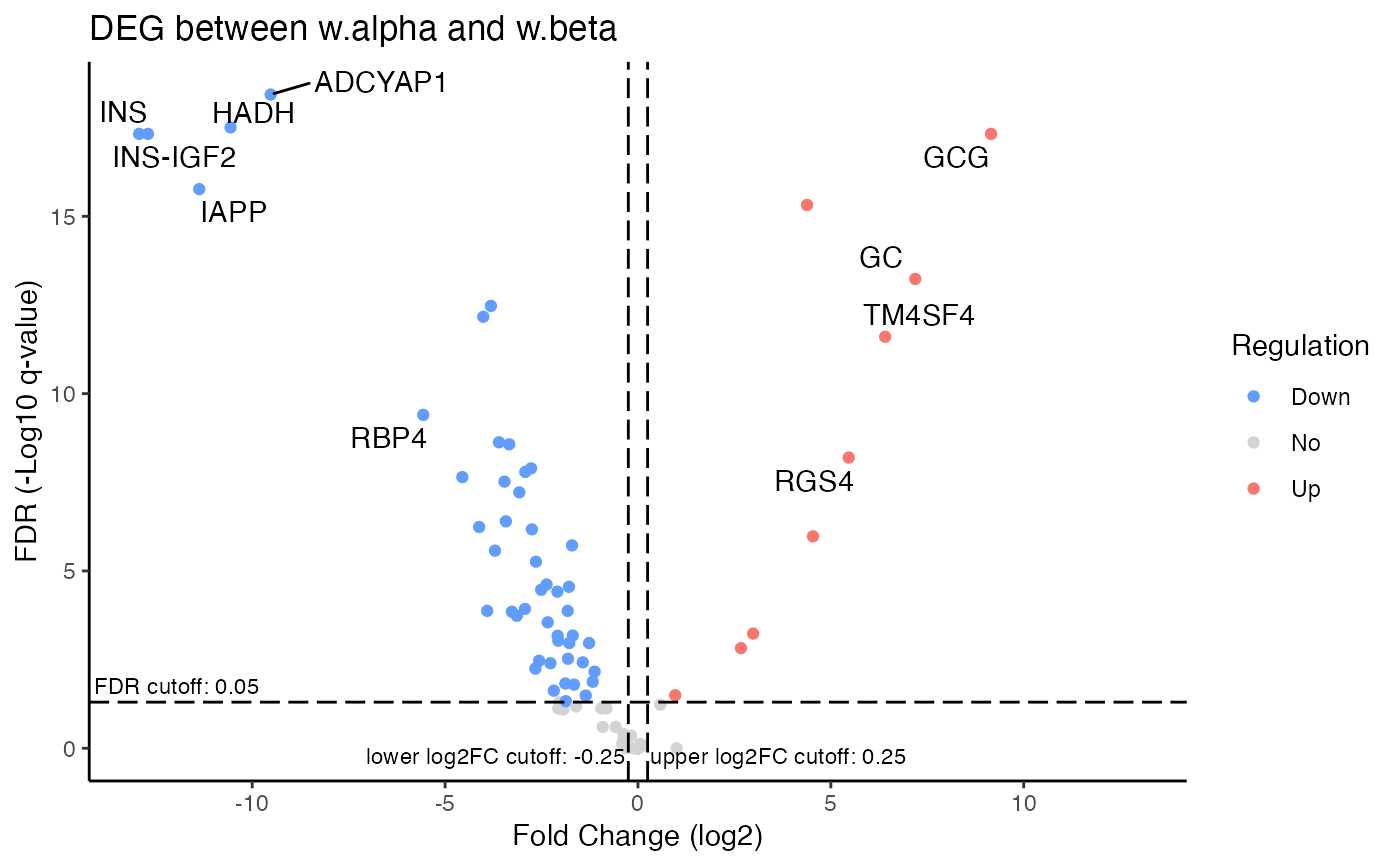 DEG between w.alpha and w.beta
ADCYAP1
INS
HADH
INS-IGF2
IAPP
GCG
GC
TM4SF4
RBP4
RGS4
FDR cutoff: 0.05
lower log2FC cutoff: -0.25
upper log2FC cutoff: 0.25
FDR (-Log10 q-value)
15
10
5
0
-10
-5
0
5
10
Fold Change (log2)
Regulation
Down
No
Up